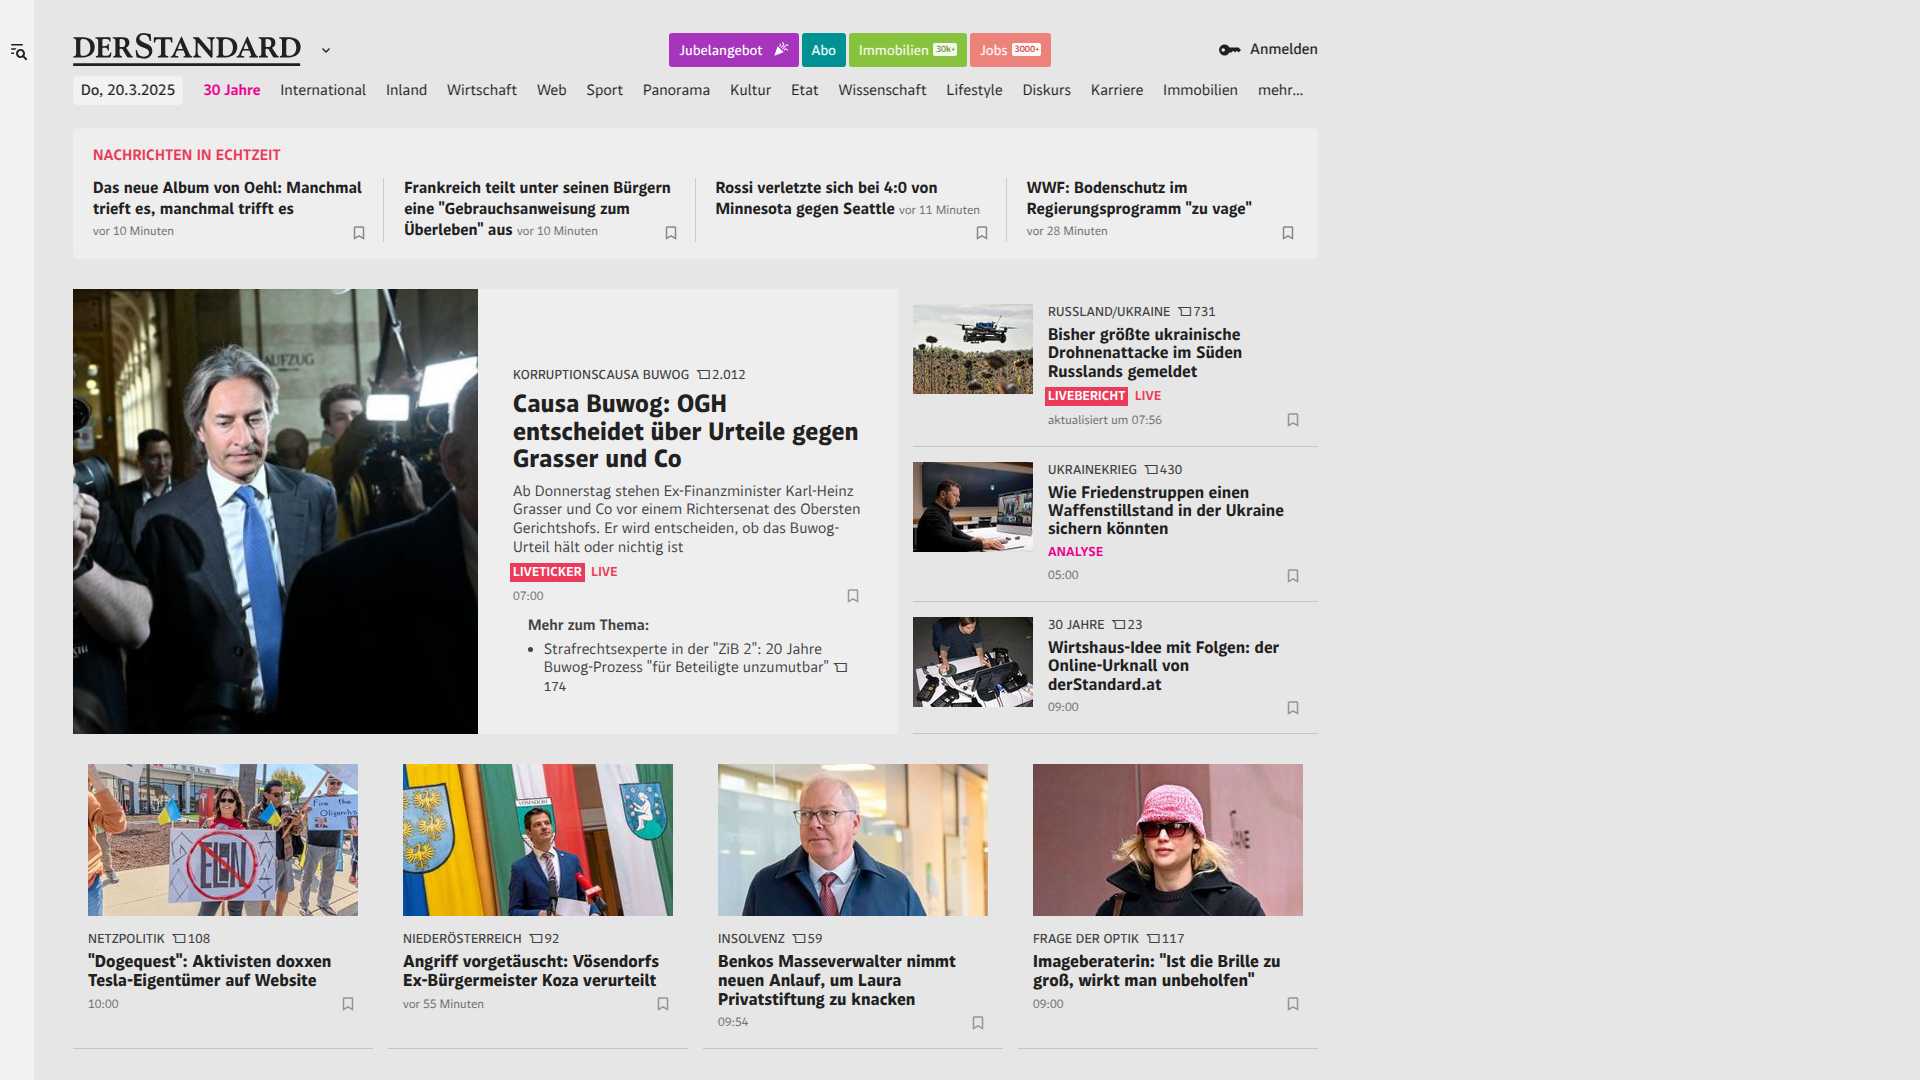 DERSTANDARD
Jubelangebot
Abo
Immobilien 30k+
Jobs 3000+
Anmelden
Do, 20.3.2025
30 Jahre
International
Inland
Wirtschaft
Web
Sport
Panorama
Kultur
Etat
Wissenschaft
Lifestyle
Diskurs
Karriere
Immobilien
mehr...
NACHRICHTEN IN ECHTZEIT
Das neue Album von Oehl: Manchmal
trieft es, manchmal trifft es
vor 10 Minuten
Frankreich teilt unter seinen Bürgern
eine "Gebrauchsanweisung zum
Überleben" aus vor 10 Minuten
Rossi verletzte sich bei 4:0 von
Minnesota gegen Seattle vor 11 Minuten
WWF: Bodenschutz im
Regierungsprogramm "zu vage"
vor 28 Minuten
AUFZUG
KORRUPTIONSCAUSA BUWOG 2.012
Causa Buwog: OGH
entscheidet über Urteile gegen
Grasser und Co
Ab Donnerstag stehen Ex-Finanzminister Karl-Heinz
Grasser und Co vor einem Richtersenat des Obersten
Gerichtshofs. Er wird entscheiden, ob das Buwog-
Urteil hält oder nichtig ist
LIVETICKER LIVE
07:00
Mehr zum Thema:
• Strafrechtsexperte in der "ZiB 2": 20 Jahre
Buwog-Prozess "für Beteiligte unzumutbar"
174
RUSSLAND/UKRAINE 731
Bisher größte ukrainische
Drohnenattacke im Süden
Russlands gemeldet
LIVEBERICHT LIVE
aktualisiert um 07:56
UKRAINEKRIEG 430
Wie Friedenstruppen einen
Waffenstillstand in der Ukraine
sichern könnten
ANALYSE
05:00
30 JAHRE 23
Wirtshaus-Idee mit Folgen: der
Online-Urknall von
derStandard.at
09:00
TESLA
ELON
NETZPOLITIK 108
"Dogequest": Aktivisten doxxen
Tesla-Eigentümer auf Website
10:00
VÖSENDORF
NIEDERÖSTERREICH 92
Angriff vorgetäuscht: Vösendorfs
Ex-Bürgermeister Koza verurteilt
vor 55 Minuten
INSOLVENZ 59
Benkos Masseverwalter nimmt
neuen Anlauf, um Laura
Privatstiftung zu knacken
09:54
FRAGE DER OPTIK 117
Imageberaterin: "Ist die Brille zu
groß, wirkt man unbeholfen"
09:00